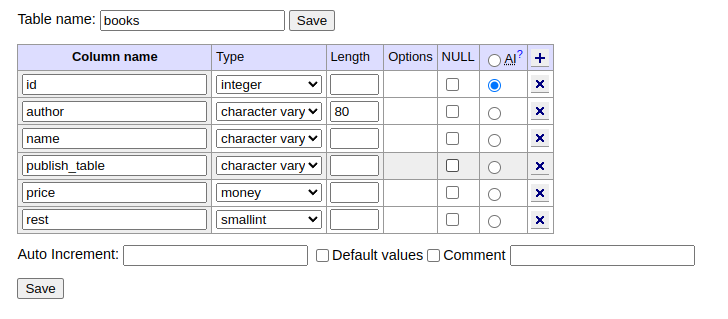 Table name: books Save
Column name Type Length Options NULL AI?
id integer
author character vary 80
name character vary
publish_table character vary
price money
rest smallint
Auto Increment: Default values Comment
Save